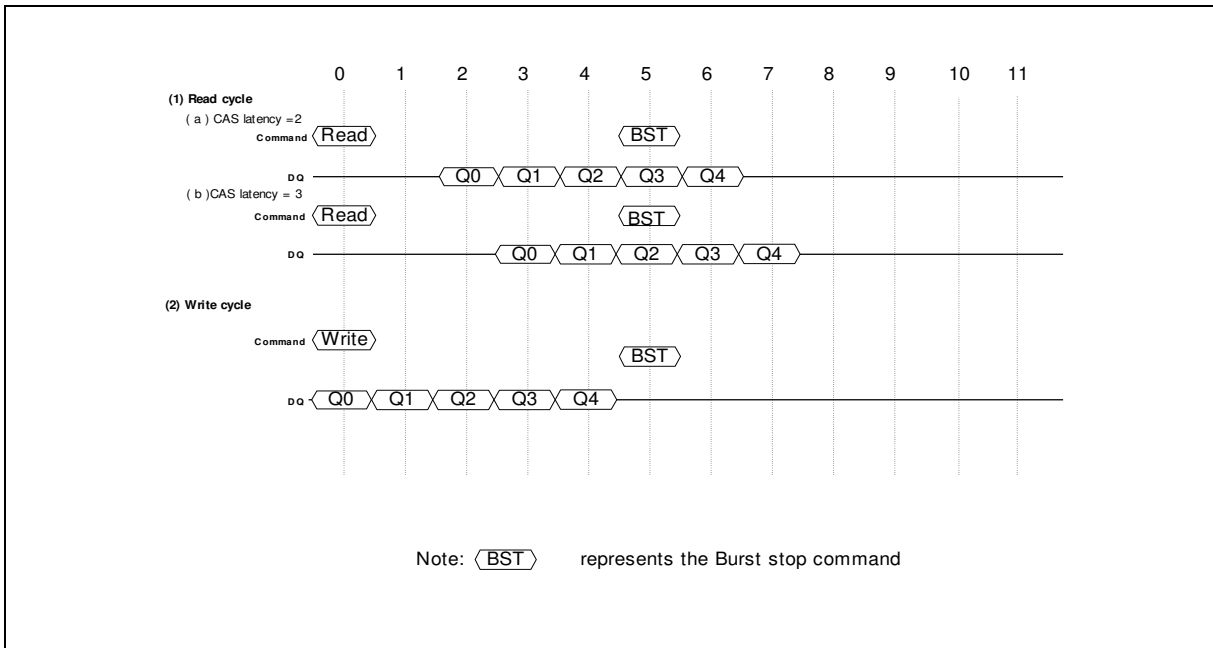 0 1 2 3 4 5 6 7 8 9 10 11
(1) Read cycle
( a ) CAS latency =2
Command Read BST
DQ Q0 Q1 Q2 Q3 Q4
( b )CAS latency = 3
Command Read BST
DQ Q0 Q1 Q2 Q3 Q4
(2) Write cycle
Command Write BST
DQ Q0 Q1 Q2 Q3 Q4
Note: BST represents the Burst stop command